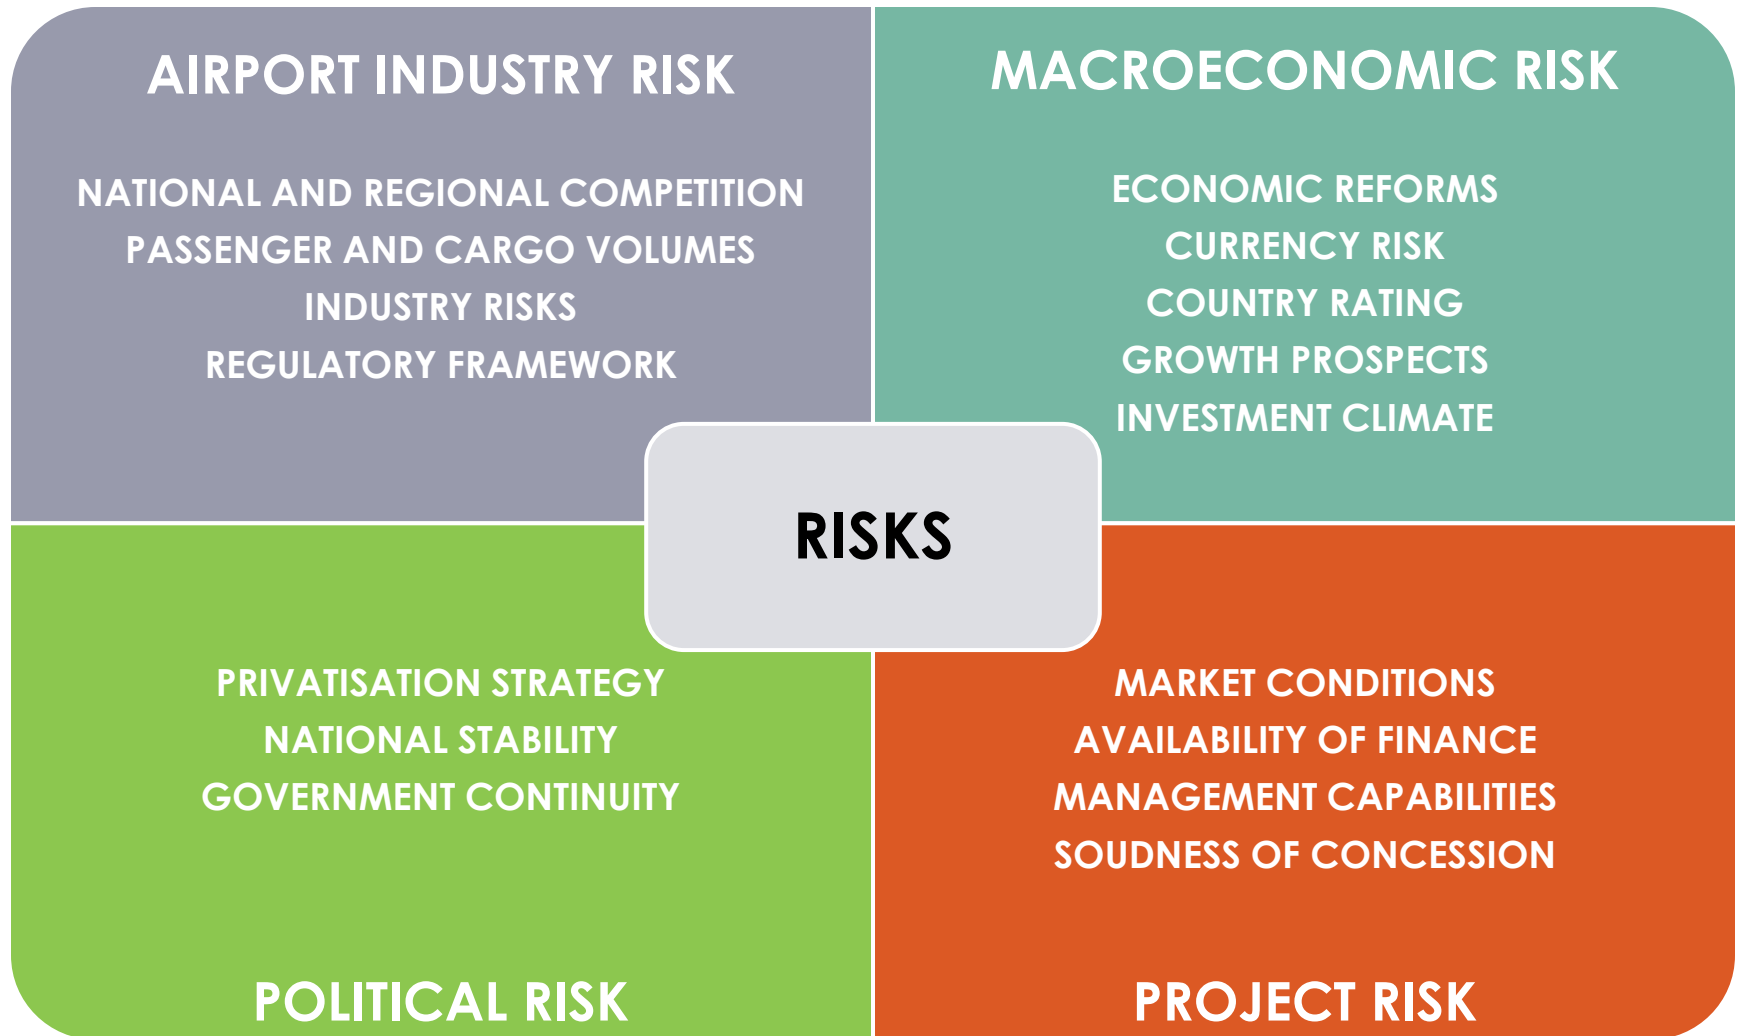 AIRPORT INDUSTRY RISK
NATIONAL AND REGIONAL COMPETITION
PASSENGER AND CARGO VOLUMES
INDUSTRY RISKS
REGULATORY FRAMEWORK
MACROECONOMIC RISK
ECONOMIC REFORMS
CURRENCY RISK
COUNTRY RATING
GROWTH PROSPECTS
INVESTMENT CLIMATE
RISKS
PRIVATISATION STRATEGY
NATIONAL STABILITY
GOVERNMENT CONTINUITY
POLITICAL RISK
MARKET CONDITIONS
AVAILABILITY OF FINANCE
MANAGEMENT CAPABILITIES
SOUDNESS OF CONCESSION
PROJECT RISK